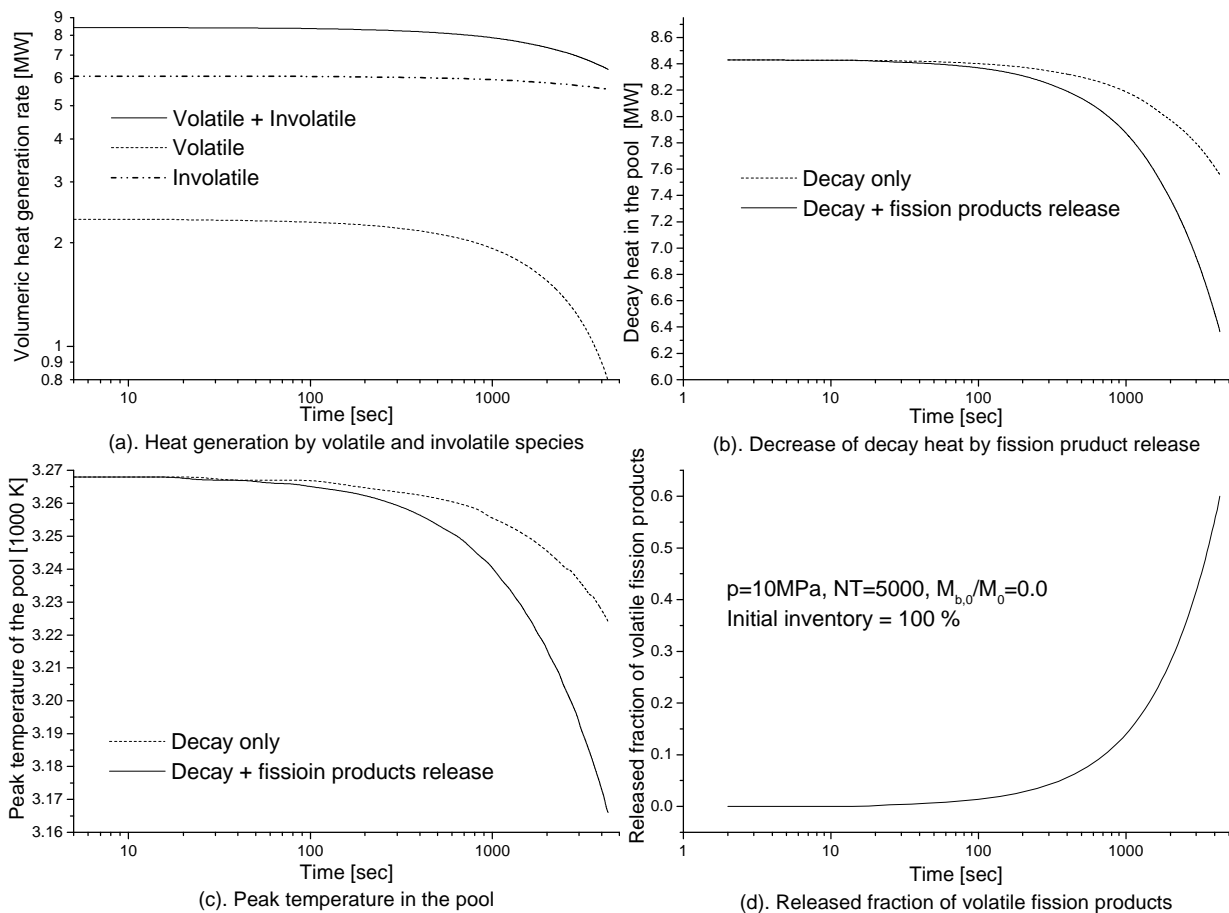 Volumeric heat generation rate [MW]
9
8
7
6
5
4
3
2
1
0.9
0.8
Volatile + Involatile
Volatile
Involatile
10
100
1000
Time [sec]
(a). Heat generation by volatile and involatile species
Decay heat in the pool [MW]
8.6
8.4
8.2
8.0
7.8
7.6
7.4
7.2
7.0
6.8
6.6
6.4
6.2
6.0
Decay only
Decay + fission products release
1
10
100
1000
Time [sec]
(b). Decrease of decay heat by fission pruduct release
Peak temperature of the pool [1000 K]
3.27
3.26
3.25
3.24
3.23
3.22
3.21
3.20
3.19
3.18
3.17
3.16
Decay only
Decay + fissioin products release
10
100
1000
Time [sec]
(c). Peak temperature in the pool
Released fraction of volatile fission products
0.6
0.5
0.4
0.3
0.2
0.1
0.0
p=10MPa, NT=5000, M_b,0/M_0=0.0
Initial inventory = 100 %
1
10
100
1000
Time [sec]
(d). Released fraction of volatile fission products